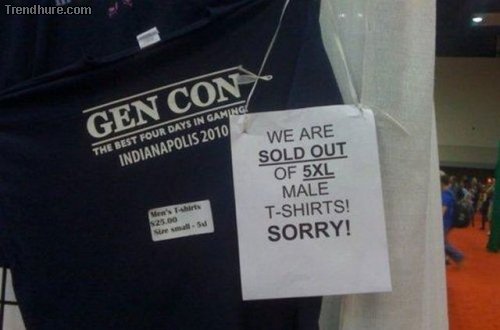 Trendhure.com
GEN CON
THE BEST FOUR DAYS IN GAMING
INDIANAPOLIS 2010
Men's T-shirts
$25.00
Size small - 5xl
WE ARE
SOLD OUT
OF 5XL
MALE
T-SHIRTS!
SORRY!